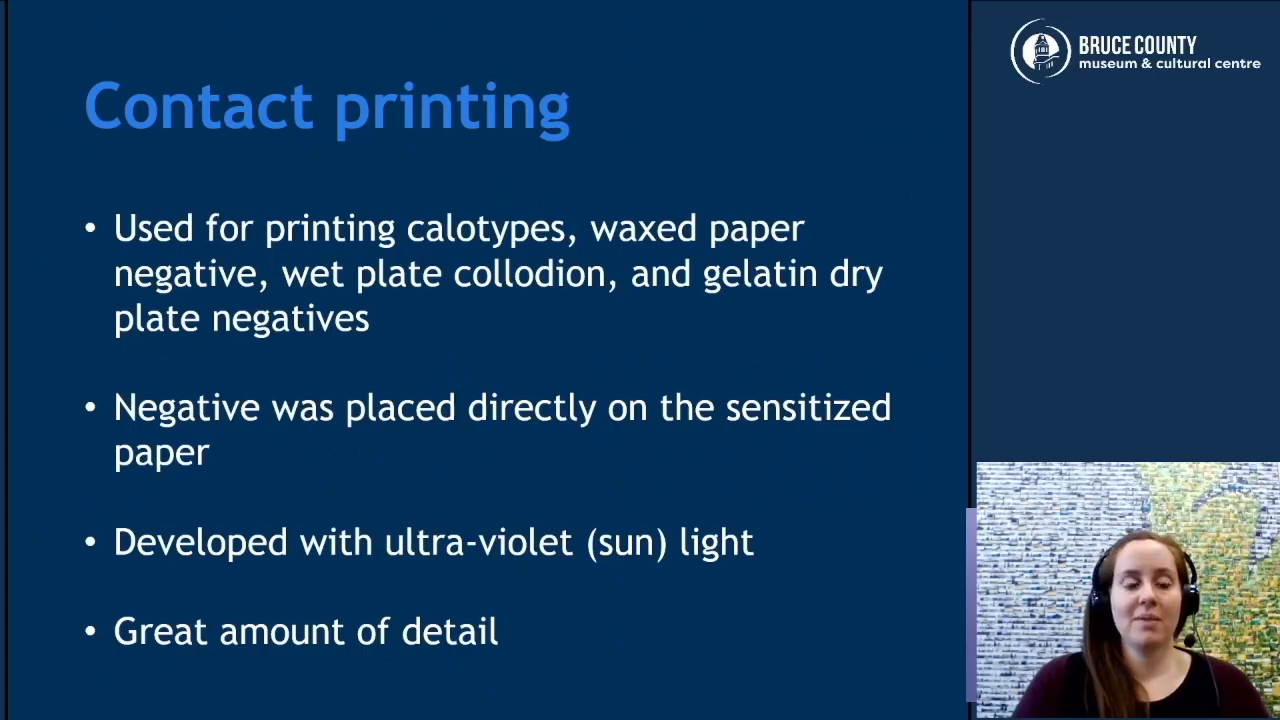 Contact printing
• Used for printing calotypes, waxed paper
negative, wet plate collodion, and gelatin dry
plate negatives
• Negative was placed directly on the sensitized
paper
• Developed with ultra-violet (sun) light
• Great amount of detail
BRUCE COUNTY
museum & cultural centre